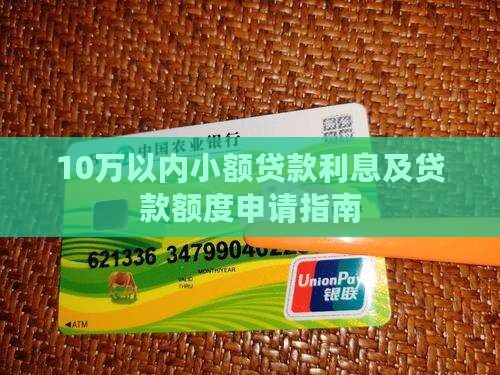 中国农业银行
10万以内小额贷款利息及贷
款额度申请指南
621336
MONTH/YEAR
VALID
THRU
UnionPay
银联
◀ATM